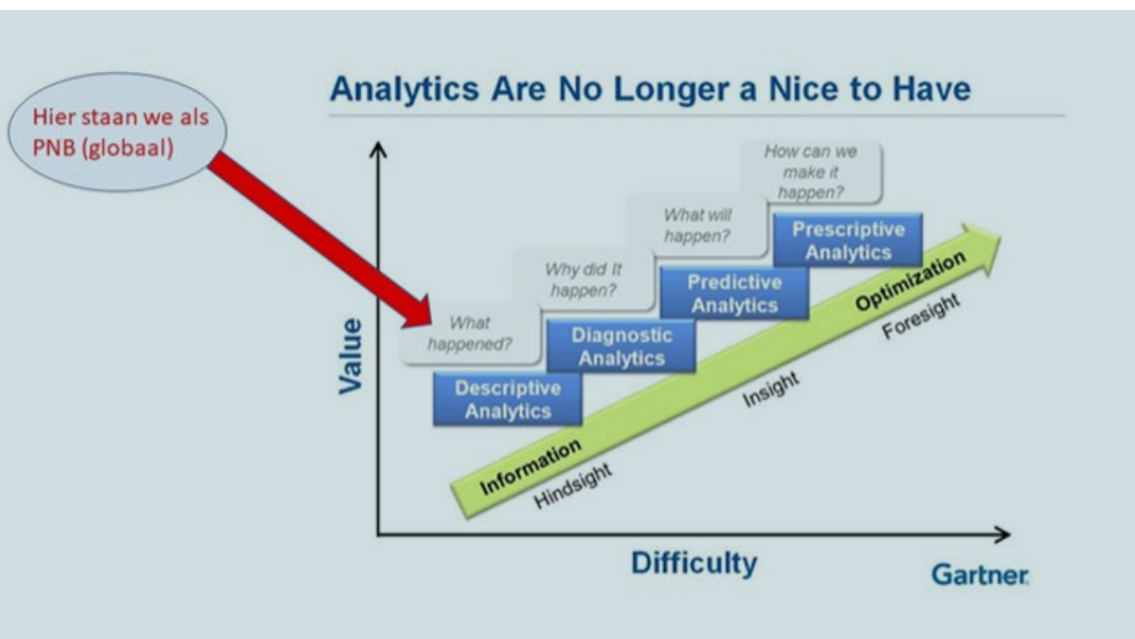 Analytics Are No Longer a Nice to Have
Hier staan we als
PNB (globaal)
How can we
make it
happen?
What will
happen?
Prescriptive
Analytics
Why did It
happen?
Predictive
Analytics
What
happened?
Diagnostic
Analytics
Descriptive
Analytics
Value
Optimization
Foresight
Insight
Information
Hindsight
Difficulty
Gartner